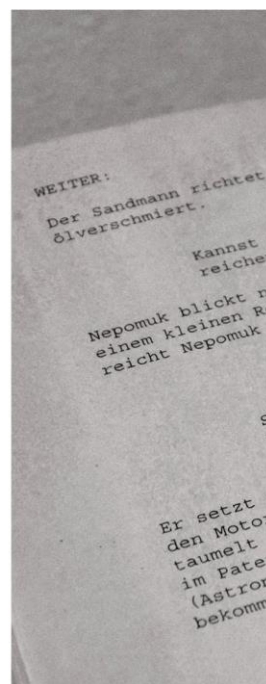 WEITER:
Der Sandmann richtet
ölverschmiert.
Kannst
reiche
Nepomuk blickt n
einem kleinen R
reicht Nepomuk
S
Er setzt
den Motor
taumelt
im Pate
(Astron
bekomm